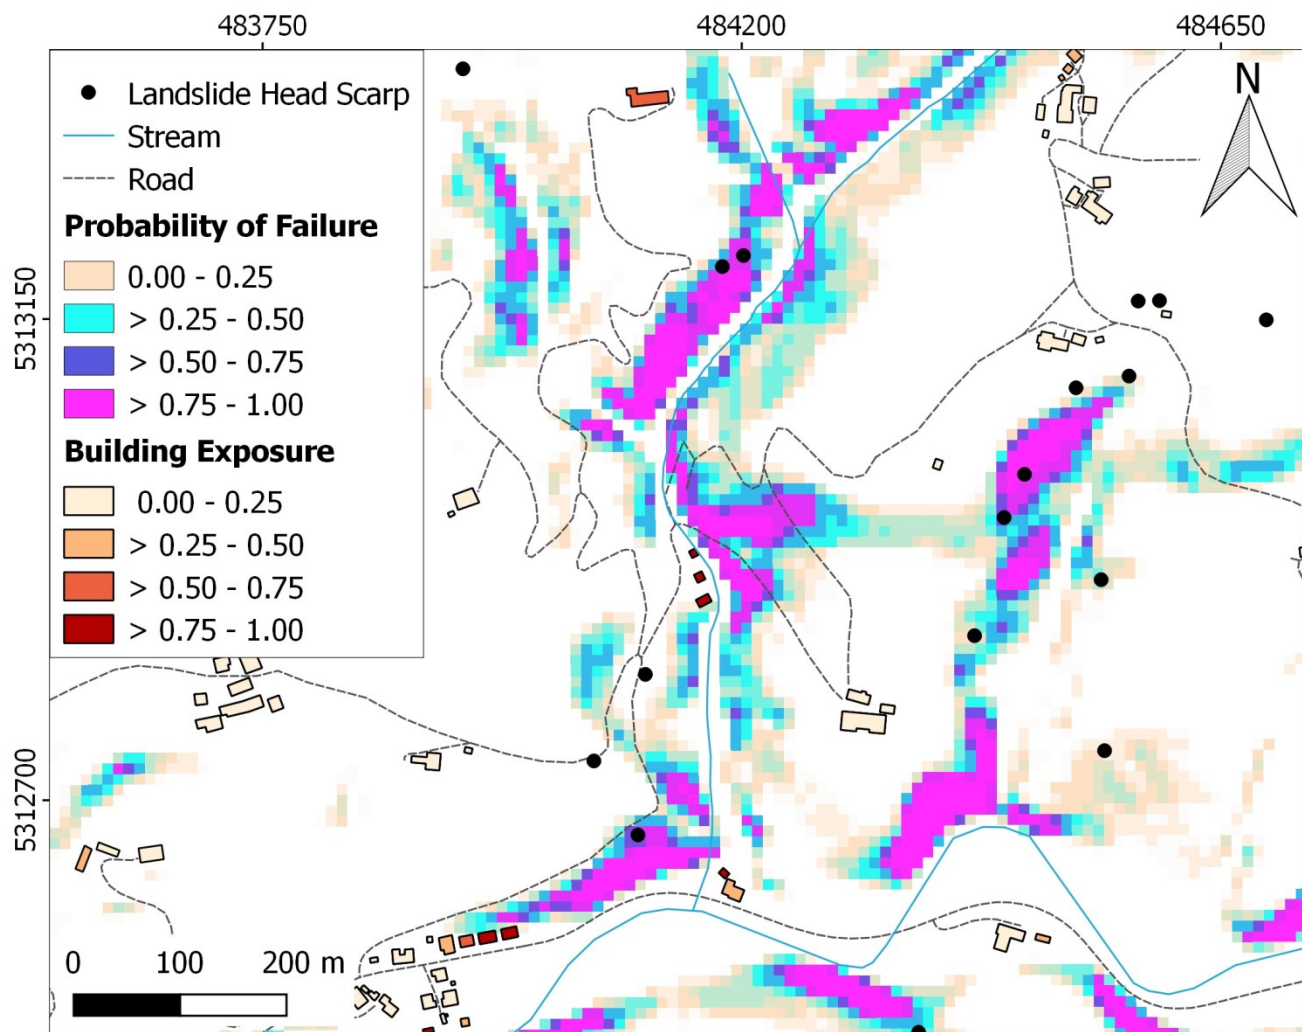 483750 484200 484650
Landslide Head Scarp
Stream
Road
Probability of Failure
0.00 - 0.25
> 0.25 - 0.50
> 0.50 - 0.75
> 0.75 - 1.00
Building Exposure
0.00 - 0.25
> 0.25 - 0.50
> 0.50 - 0.75
> 0.75 - 1.00
N
5313150
5312700
0 100 200 m